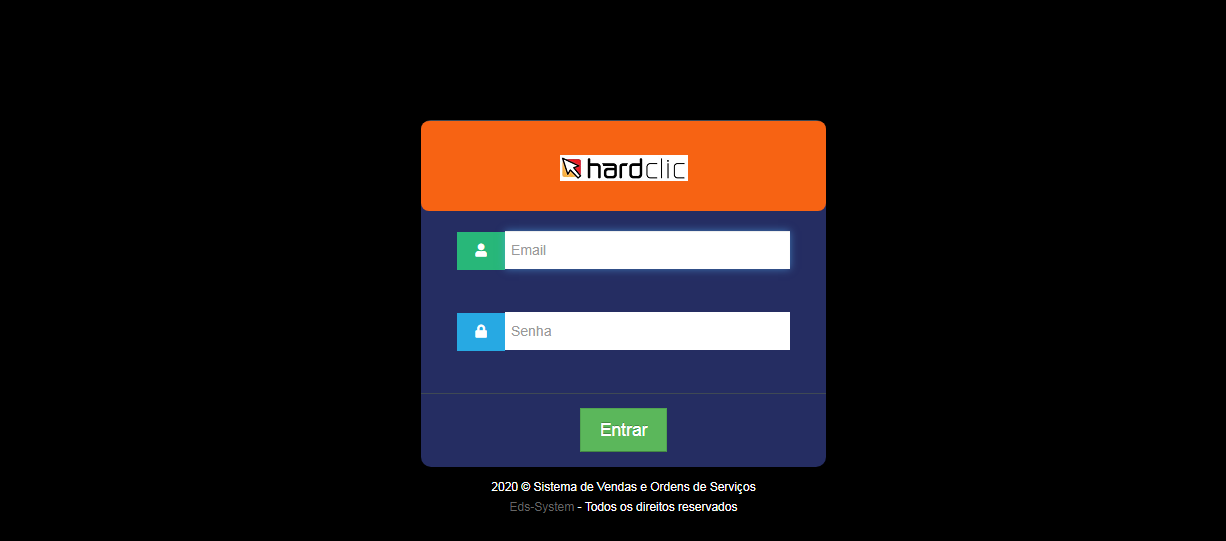 hardclic
Email
Senha
Entrar
2020 © Sistema de Vendas e Ordens de Serviços
Eds-System - Todos os direitos reservados